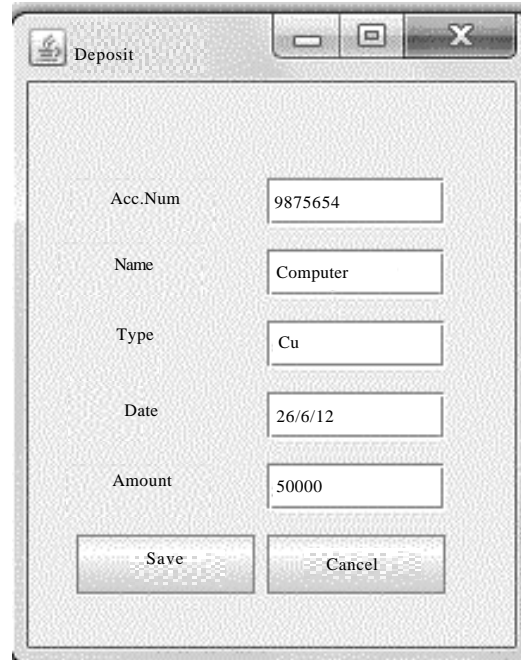 Deposit
Acc.Num 9875654
Name Computer
Type Cu
Date 26/6/12
Amount 50000
Save Cancel